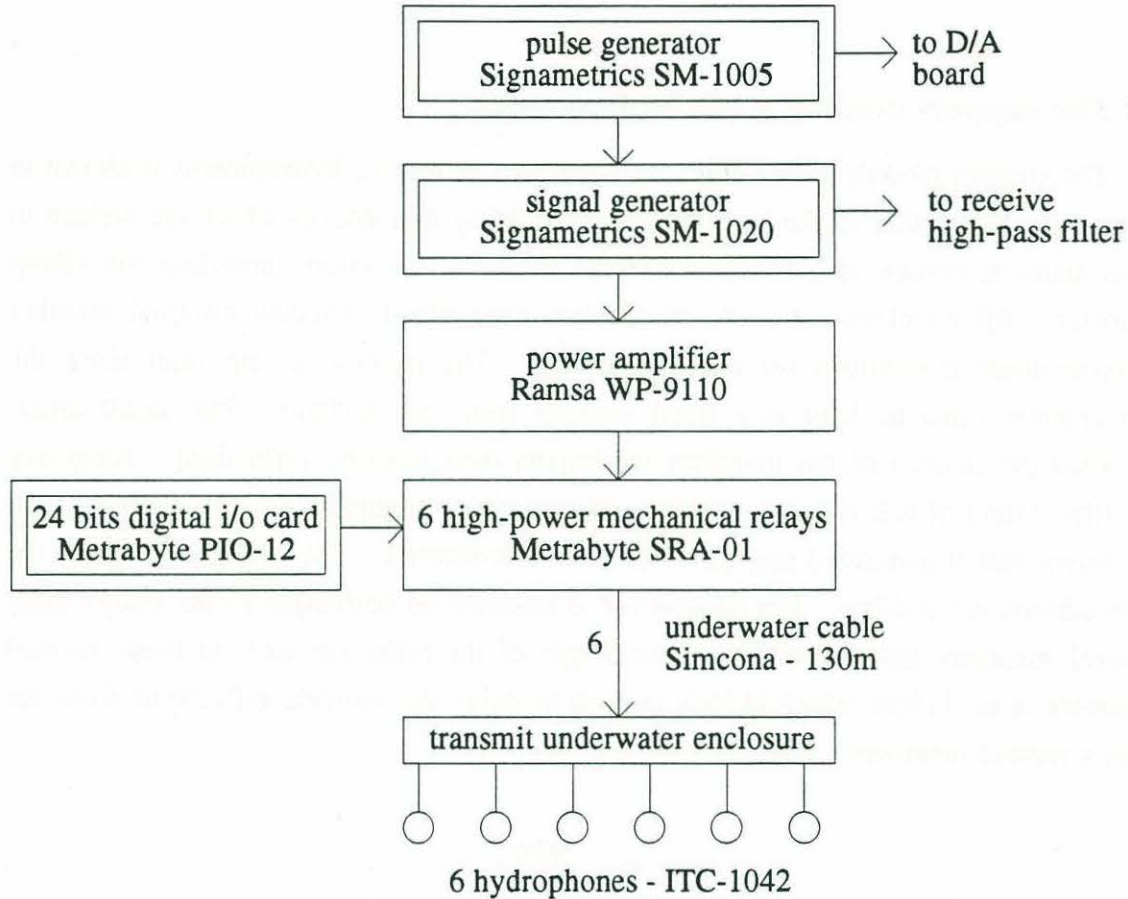 pulse generator
Signametrics SM-1005
to D/A
board
signal generator
Signametrics SM-1020
to receive
high-pass filter
power amplifier
Ramsa WP-9110
24 bits digital i/o card
Metrabyte PIO-12
6 high-power mechanical relays
Metrabyte SRA-01
6
underwater cable
Simcona - 130m
transmit underwater enclosure
6 hydrophones - ITC-1042